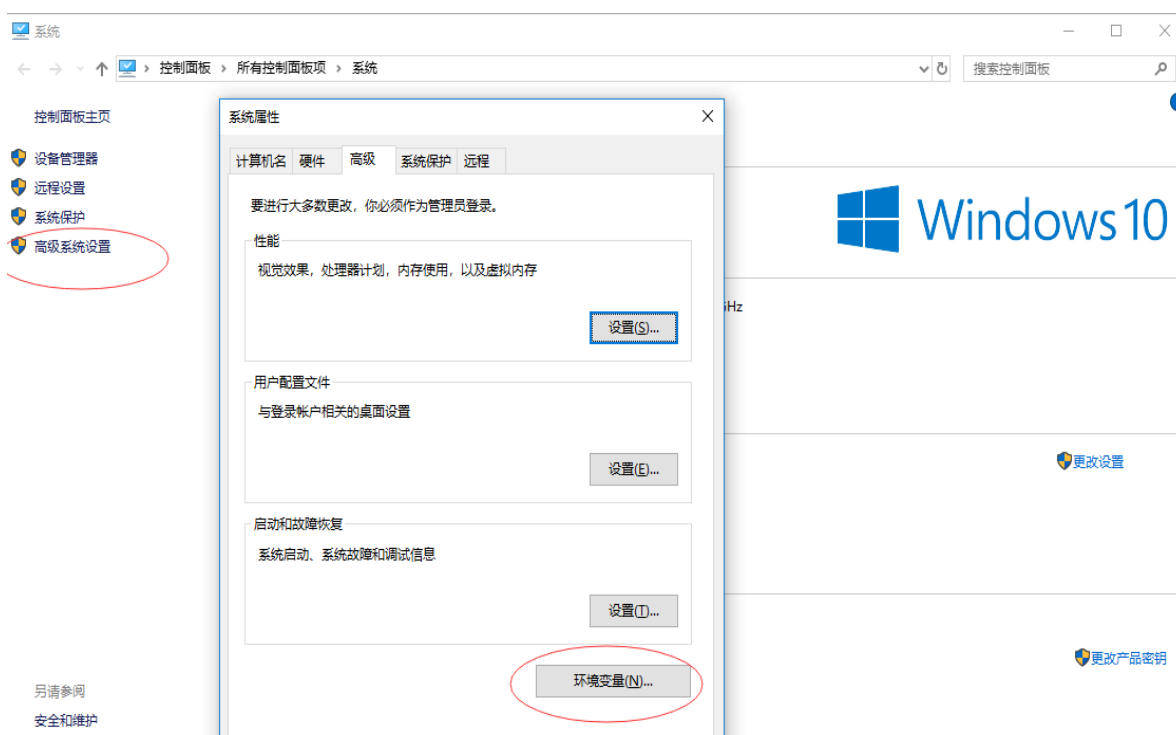 系统
控制面板 › 所有控制面板项 › 系统
搜索控制面板
控制面板主页
设备管理器
远程设置
系统保护
高级系统设置
另请参阅
安全和维护
系统属性
计算机名 硬件 高级 系统保护 远程
要进行大多数更改，你必须作为管理员登录。
性能
视觉效果，处理器计划，内存使用，以及虚拟内存
设置(S)...
用户配置文件
与登录帐户相关的桌面设置
设置(E)...
启动和故障恢复
系统启动、系统故障和调试信息
设置(T)...
环境变量(N)...
Windows 10
Hz
更改设置
更改产品密钥